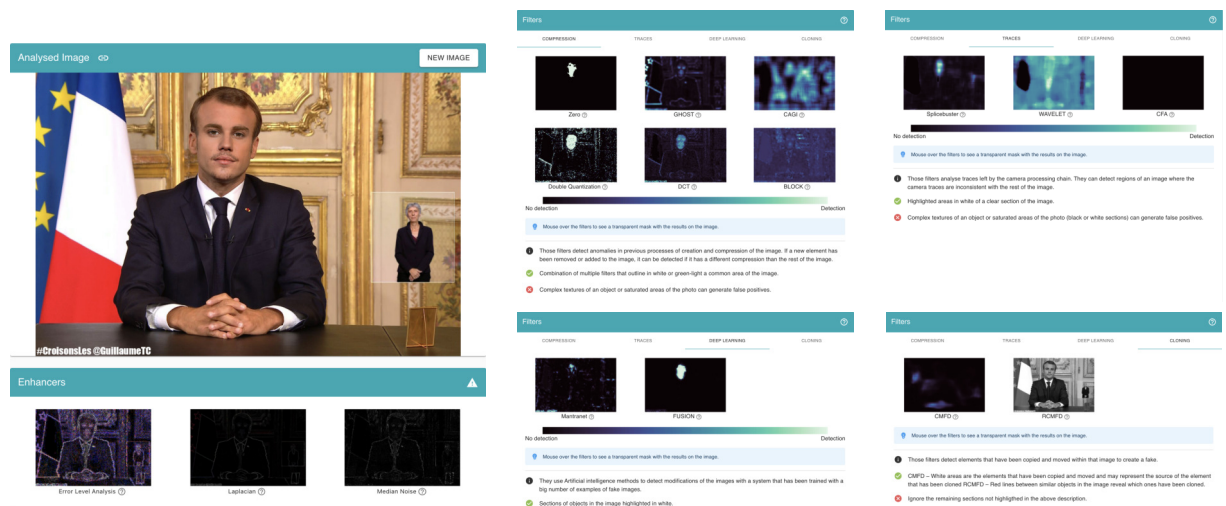 Analysed Image
NEW IMAGE
#CroisonsLes @GuillaumeTC
Enhancers
Error Level Analysis
Laplacian
Median Noise
Filters
COMPRESSION TRACES DEEP LEARNING CLONING
Zero GHOST CAGI
Double Quantization DCT BLOCK
No detection Detection
Mouse over the filters to see a transparent mask with the results on the image.
Those filters detect anomalies in previous processes of creation and compression of the image. If a new element has
been removed or added to the image, it can be detected if it has a different compression than the rest of the image.
Combination of multiple filters that outline in white or green-light a common area of the image.
Complex textures of an object or saturated areas of the photo can generate false positives.
Filters
COMPRESSION TRACES DEEP LEARNING CLONING
Splicebuster WAVELET CFA
No detection Detection
Mouse over the filters to see a transparent mask with the results on the image.
Those filters analyse traces left by the camera processing chain. They can detect regions of an image where the
camera traces are inconsistent with the rest of the image.
Highlighted areas in white of a clear section of the image.
Complex textures of an object or saturated areas of the photo (black or white sections) can generate false positives.
Filters
COMPRESSION TRACES DEEP LEARNING CLONING
Mantranet FUSION
No detection Detection
Mouse over the filters to see a transparent mask with the results on the image.
They use Artificial intelligence methods to detect modifications of the images with a system that has been trained with a
big number of examples of fake images.
Sections of objects in the image highlighted in white.
Filters
COMPRESSION TRACES DEEP LEARNING CLONING
CMFD RCMFD
Mouse over the filters to see a transparent mask with the results on the image.
Those filters detect elements that have been copied and moved within that image to create a fake.
CMFD – White areas are the elements that have been copied and moved and may represent the source of the element
that has been cloned RCMFD – Red lines between similar objects in the image reveal which ones have been cloned.
Ignore the remaining sections not highligthed in the above description.